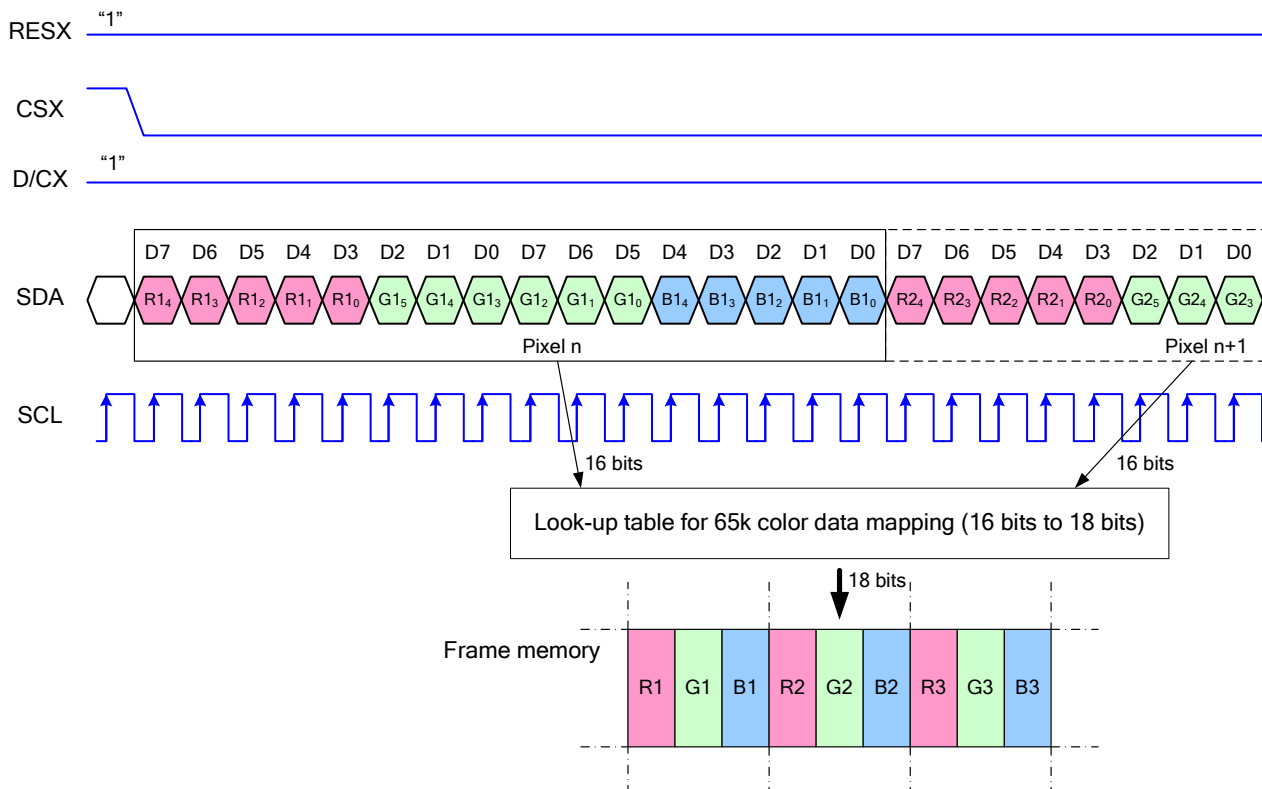 “1”
RESX
CSX
“1”
D/CX
D7 D6 D5 D4 D3 D2 D1 D0 D7 D6 D5 D4 D3 D2 D1 D0 D7 D6 D5 D4 D3 D2 D1 D0
SDA R1₄ R1₃ R1₂ R1₁ R1₀ G1₅ G1₄ G1₃ G1₂ G1₁ G1₀ B1₄ B1₃ B1₂ B1₁ B1₀ R2₄ R2₃ R2₂ R2₁ R2₀ G2₅ G2₄ G2₃
Pixel n Pixel n+1
SCL
16 bits 16 bits
Look-up table for 65k color data mapping (16 bits to 18 bits)
18 bits
Frame memory
R1 G1 B1 R2 G2 B2 R3 G3 B3